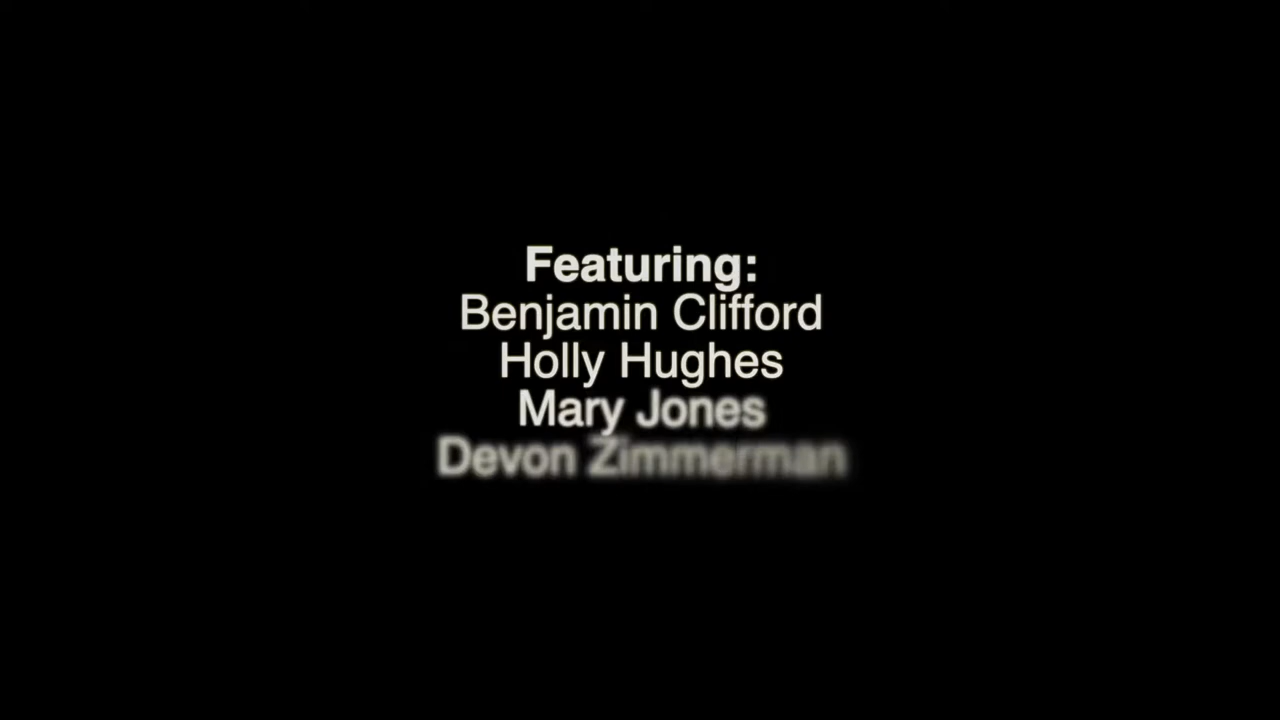 Featuring:
Benjamin Clifford
Holly Hughes
Mary Jones
Devon Zimmerman